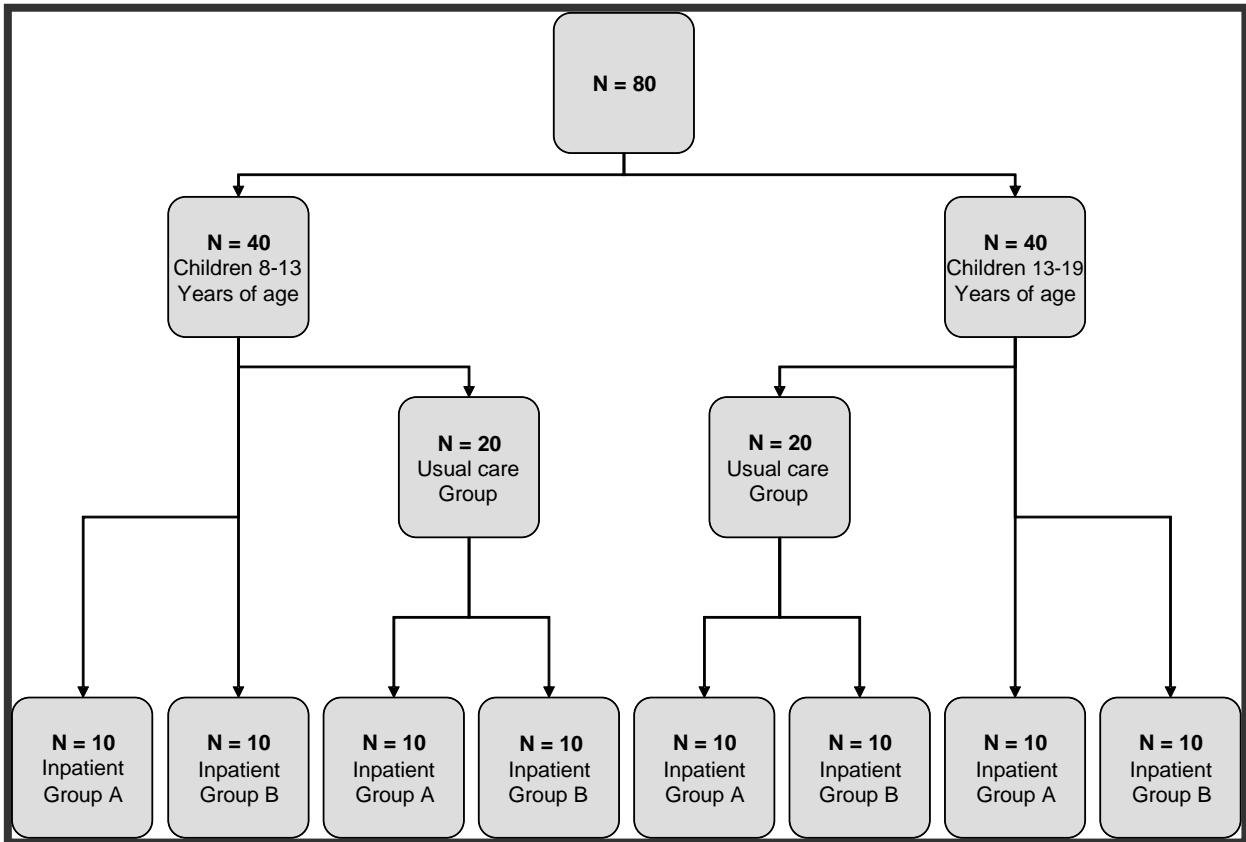 N = 80
N = 40
Children 8-13
Years of age
N = 40
Children 13-19
Years of age
N = 20
Usual care
Group
N = 20
Usual care
Group
N = 10
Inpatient
Group A
N = 10
Inpatient
Group B
N = 10
Inpatient
Group A
N = 10
Inpatient
Group B
N = 10
Inpatient
Group A
N = 10
Inpatient
Group B
N = 10
Inpatient
Group A
N = 10
Inpatient
Group B